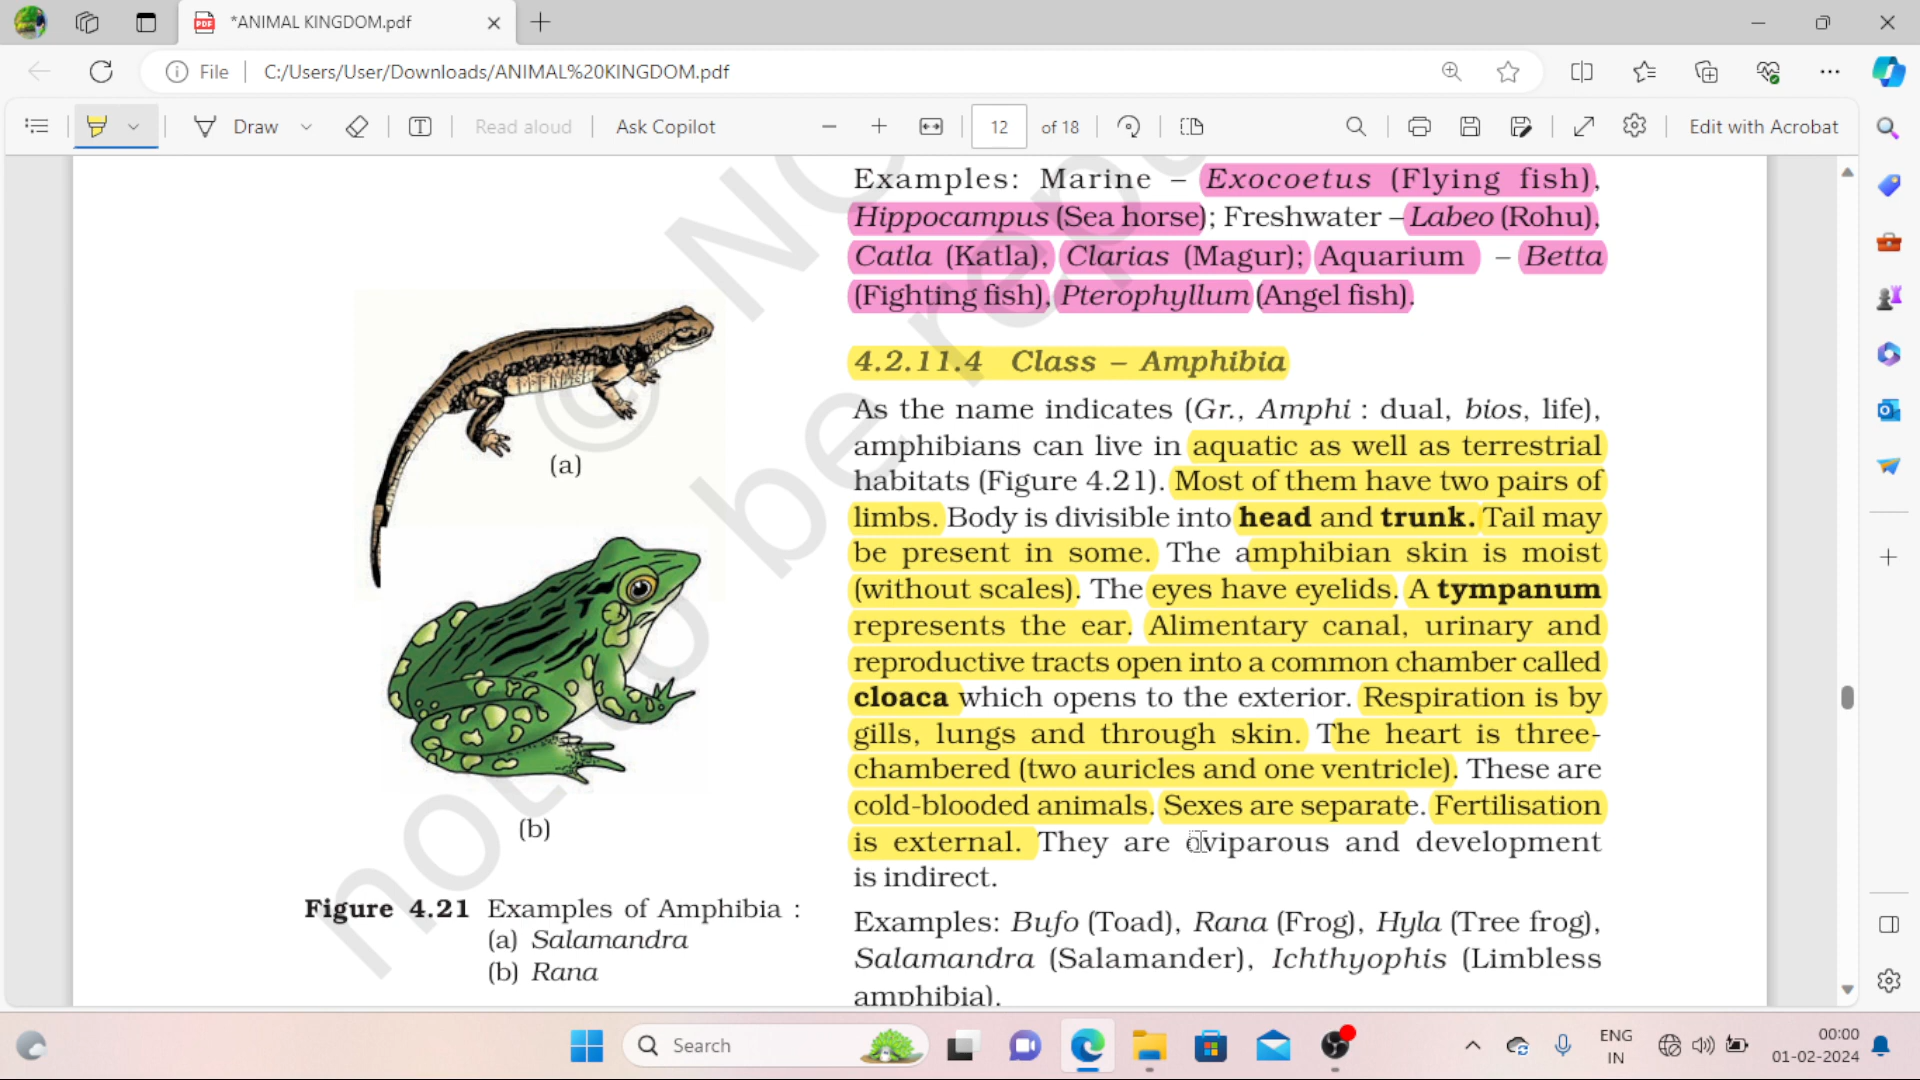 *ANIMAL KINGDOM.pdf
File
C:/Users/User/Downloads/ANIMAL%20KINGDOM.pdf
Draw
Read aloud
Ask Copilot
12 of 18
Edit with Acrobat
Examples: Marine – Exocoetus (Flying fish),
Hippocampus (Sea horse); Freshwater –Labeo (Rohu),
Catla (Katla), Clarias (Magur); Aquarium – Betta
(Fighting fish), Pterophyllum (Angel fish).
4.2.11.4 Class – Amphibia
As the name indicates (Gr., Amphi : dual, bios, life),
amphibians can live in aquatic as well as terrestrial
habitats (Figure 4.21). Most of them have two pairs of
limbs. Body is divisible into head and trunk. Tail may
be present in some. The amphibian skin is moist
(without scales). The eyes have eyelids. A tympanum
represents the ear. Alimentary canal, urinary and
reproductive tracts open into a common chamber called
cloaca which opens to the exterior. Respiration is by
gills, lungs and through skin. The heart is three-
chambered (two auricles and one ventricle). These are
cold-blooded animals. Sexes are separate. Fertilisation
is external. They are oviparous and development
is indirect.
Examples: Bufo (Toad), Rana (Frog), Hyla (Tree frog),
Salamandra (Salamander), Ichthyophis (Limbless
amphibia).
(a)
(b)
Figure 4.21 Examples of Amphibia :
(a) Salamandra
(b) Rana
not to be repu
© NC
Search
ENG
IN
00:00
01-02-2024